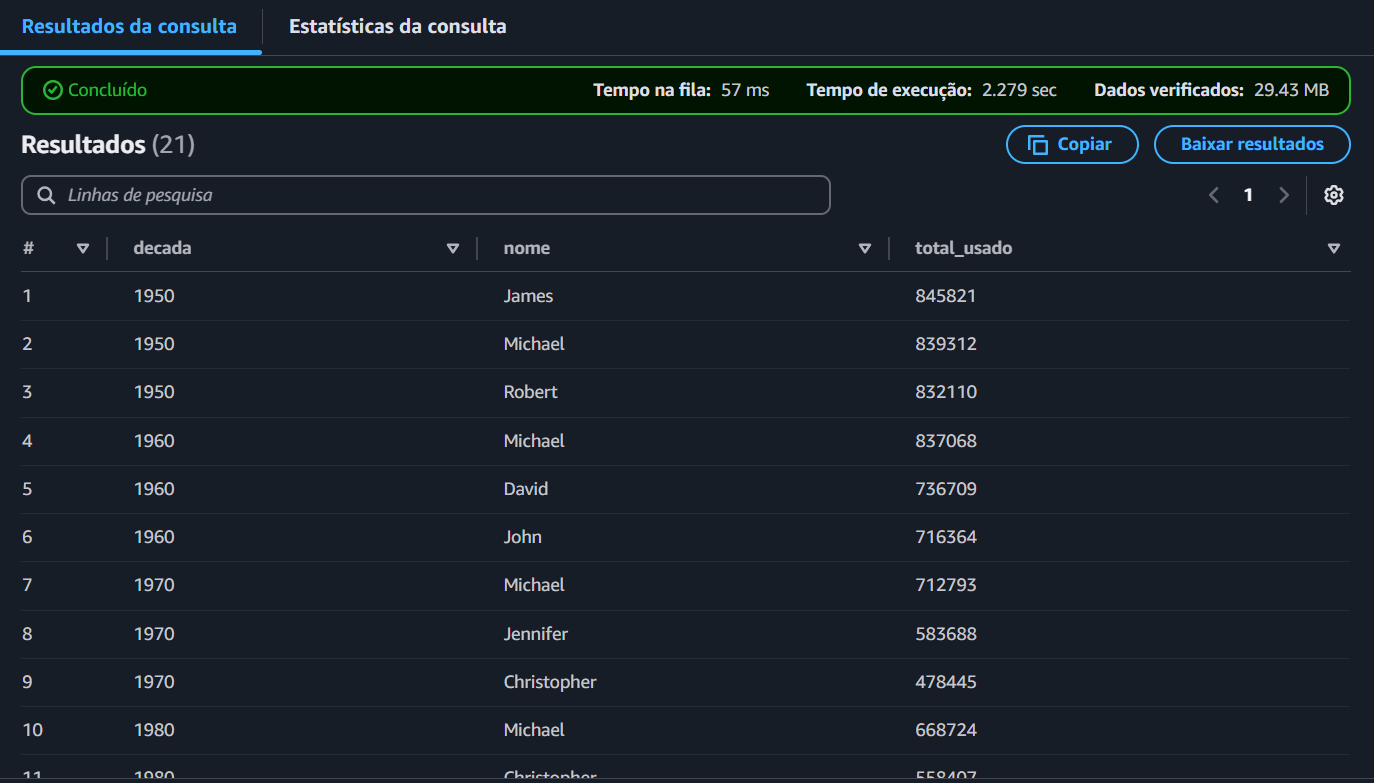 Resultados da consulta Estatísticas da consulta
Concluído Tempo na fila: 57 ms Tempo de execução: 2.279 sec Dados verificados: 29.43 MB
Resultados (21) Copiar Baixar resultados
Linhas de pesquisa 1
# decada nome total_usado
1 1950 James 845821
2 1950 Michael 839312
3 1950 Robert 832110
4 1960 Michael 837068
5 1960 David 736709
6 1960 John 716364
7 1970 Michael 712793
8 1970 Jennifer 583688
9 1970 Christopher 478445
10 1980 Michael 668724
11 1980 Christopher 558407